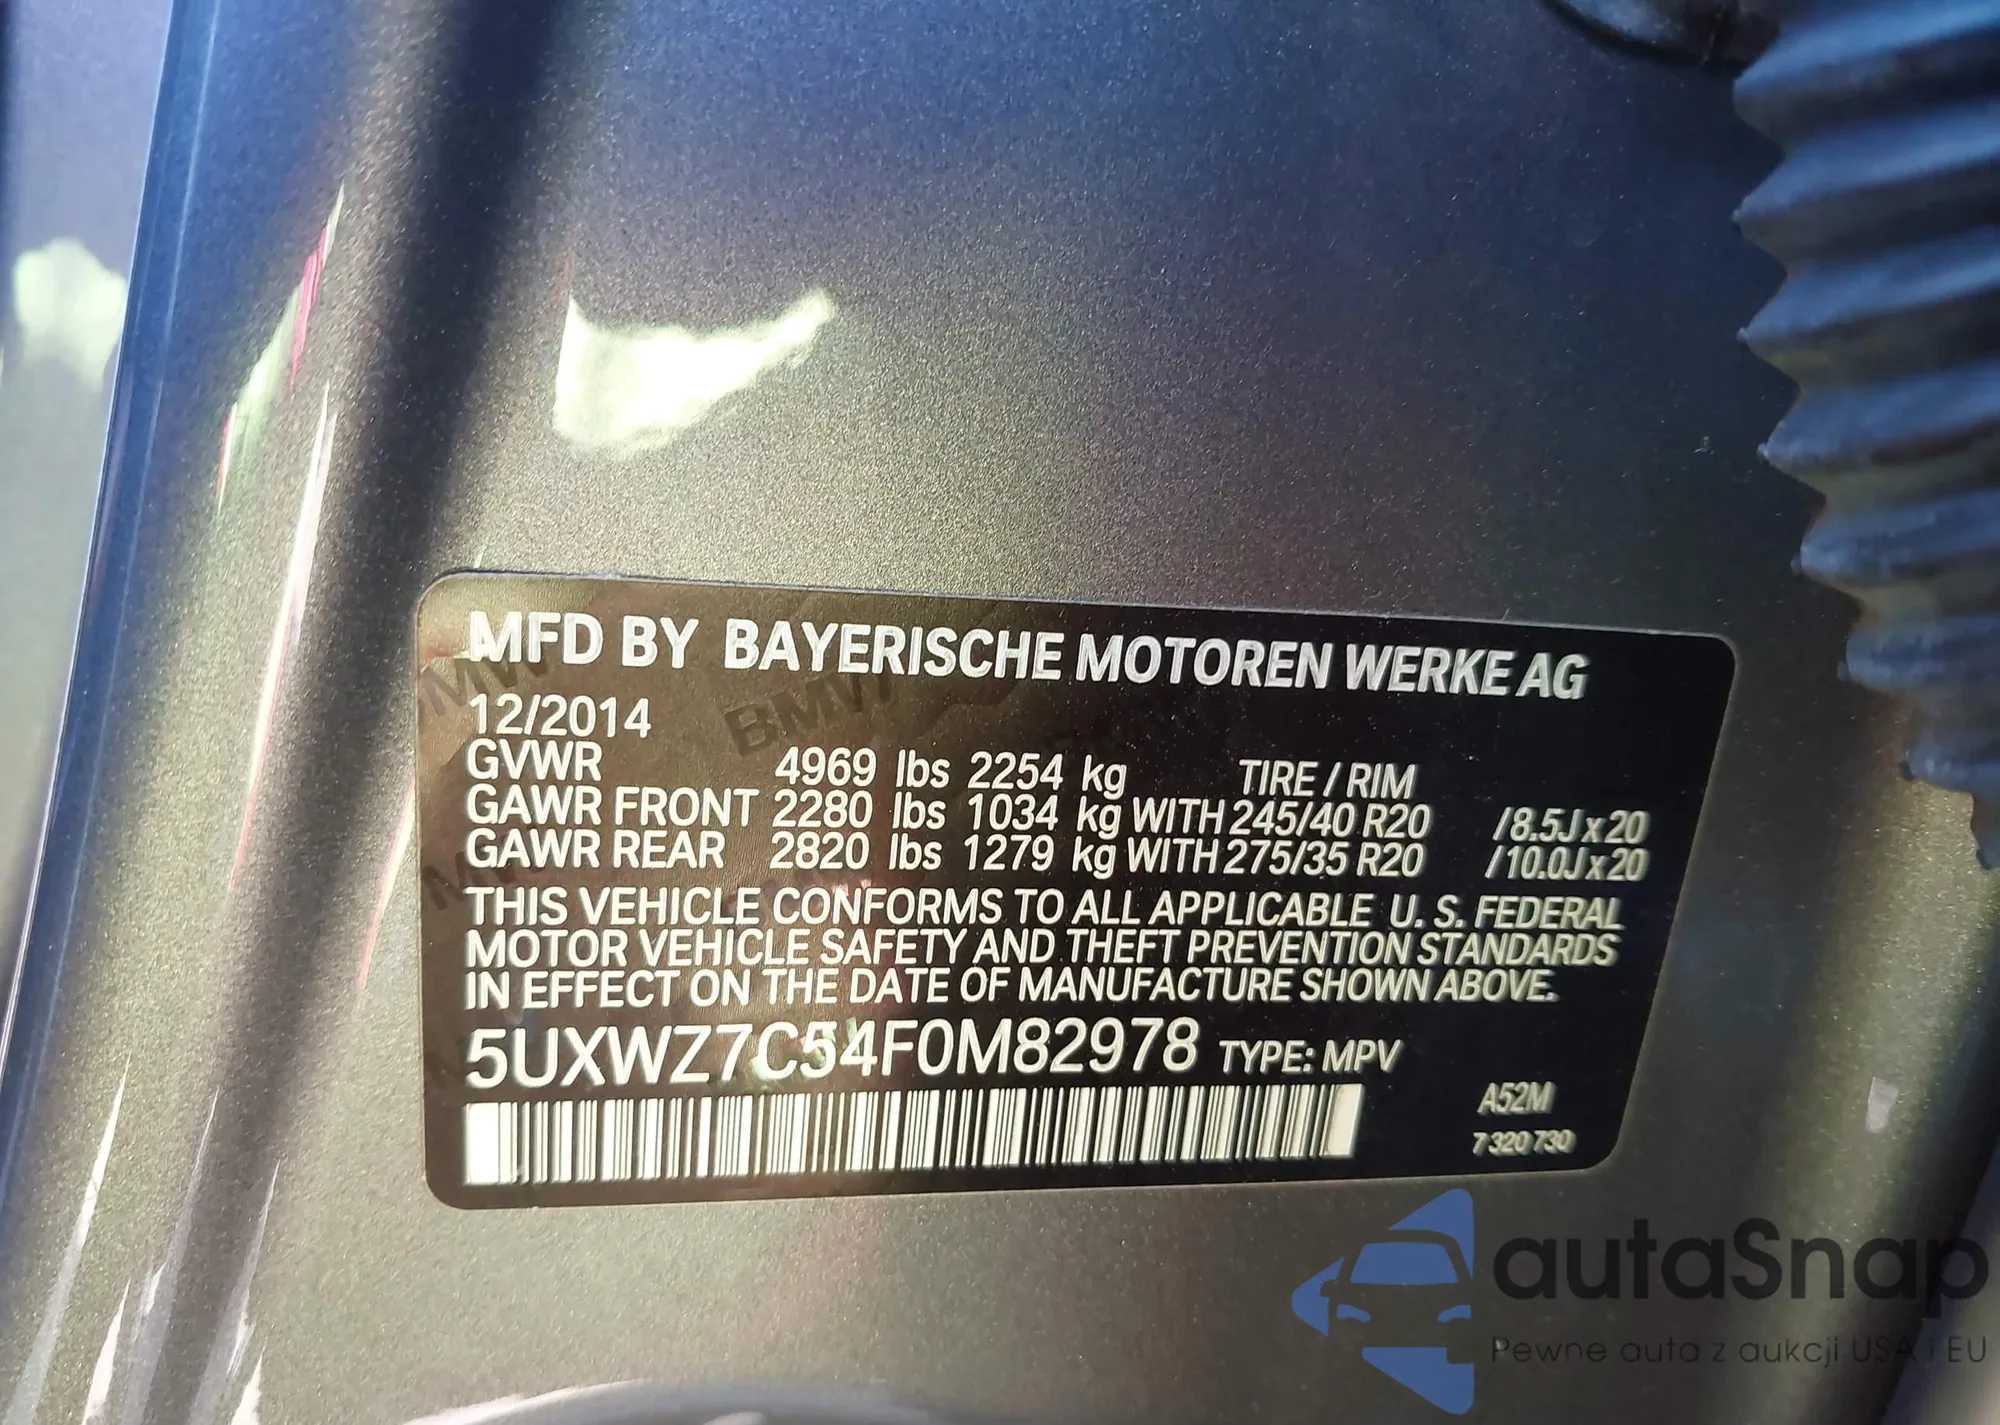 MFD BY BAYERISCHE MOTOREN WERKE AG
12/2014
GVWR 4969 lbs 2254 kg TIRE / RIM
GAWR FRONT 2280 lbs 1034 kg WITH 245/40 R20 /8.5J x 20
GAWR REAR 2820 lbs 1279 kg WITH 275/35 R20 /10.0J x 20
THIS VEHICLE CONFORMS TO ALL APPLICABLE U. S. FEDERAL
MOTOR VEHICLE SAFETY AND THEFT PREVENTION STANDARDS
IN EFFECT ON THE DATE OF MANUFACTURE SHOWN ABOVE.
5UXWZ7C54F0M82978 TYPE: MPV
A52M
7 320 730
autaSnap
Pewne auta z aukcji USA i EU